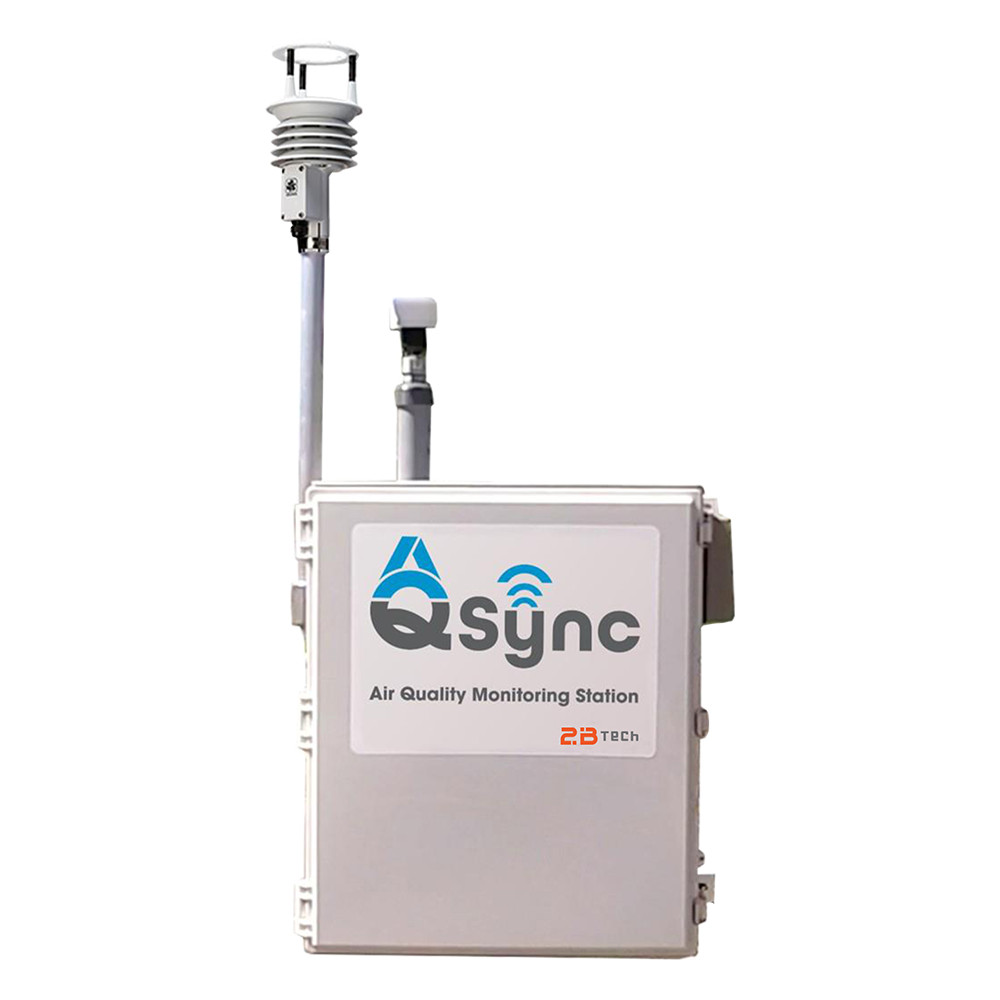 AQSync
Air Quality Monitoring Station
2B Tech